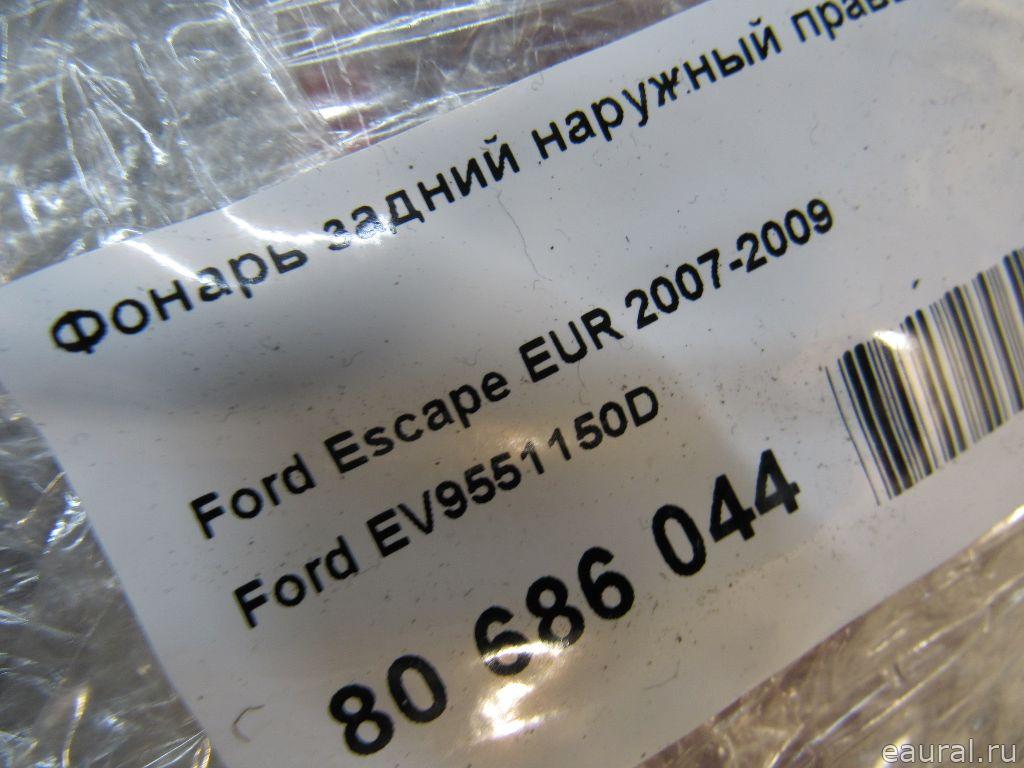 Фонарь задний наружный
Ford Escape EUR 2007-2009
Ford EV9551150D
80 686 044
eaural.ru